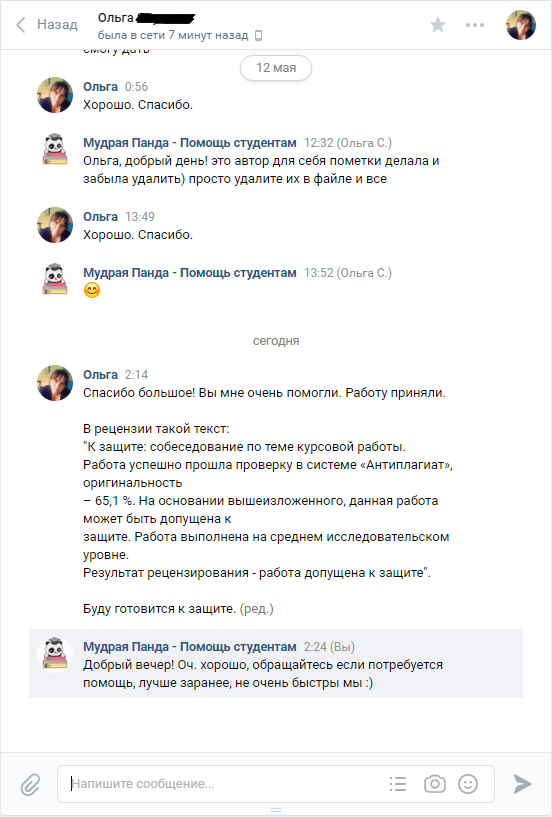 Назад
Ольга
была в сети 7 минут назад
смогу дать
12 мая
Ольга 0:56
Хорошо. Спасибо.
Мудрая Панда - Помощь студентам 12:32 (Ольга С.)
Ольга, добрый день! это автор для себя пометки делала и
забыла удалить) просто удалите их в файле и все
Ольга 13:49
Хорошо. Спасибо.
Мудрая Панда - Помощь студентам 13:52 (Ольга С.)
😊
сегодня
Ольга 2:14
Спасибо большое! Вы мне очень помогли. Работу приняли.
В рецензии такой текст:
"К защите: собеседование по теме курсовой работы.
Работа успешно прошла проверку в системе «Антиплагиат»,
оригинальность
– 65,1 %. На основании вышеизложенного, данная работа
может быть допущена к
защите. Работа выполнена на среднем исследовательском
уровне.
Результат рецензирования - работа допущена к защите".
Буду готовится к защите. (ред.)
Мудрая Панда - Помощь студентам 2:24 (Вы)
Добрый вечер! Оч. хорошо, обращайтесь если потребуется
помощь, лучше заранее, не очень быстры мы :)
Напишите сообщение...